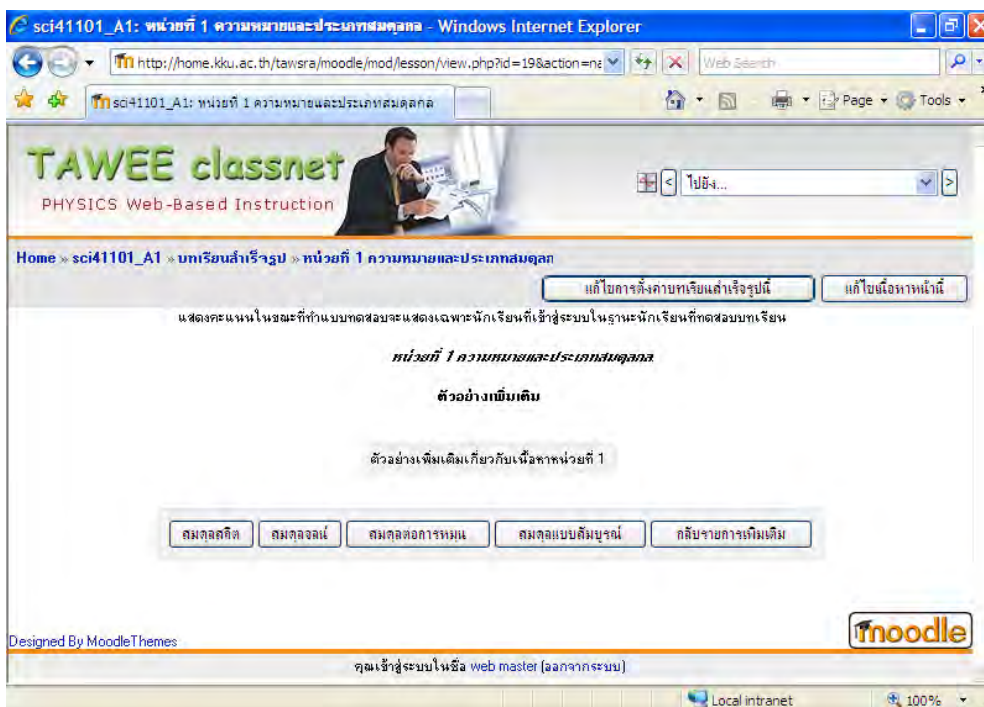 sci41101_A1: หน่วยที่ 1 ความหมายและประเภทสมดุลกล - Windows Internet Explorer
http://home.kku.ac.th/tawsra/moodle/mod/lesson/view.php?id=19&action=na
Web Search
sci41101_A1: หน่วยที่ 1 ความหมายและประเภทสมดุลกล
Page
Tools
TAWEE classnet
PHYSICS Web-Based Instruction
ไปยัง...
Home » sci41101_A1 » บทเรียนสำเร็จรูป » หน่วยที่ 1 ความหมายและประเภทสมดุลก
แก้ไขการตั้งค่าบทเรียนสำเร็จรูปนี้
แก้ไขเนื้อหาหน้านี้
แสดงคะแนนในขณะที่ทำแบบทดสอบจะแสดงเฉพาะนักเรียนที่เข้าสู่ระบบในฐานะนักเรียนที่ทดสอบบทเรียน
หน่วยที่ 1 ความหมายและประเภทสมดุลกล
ตัวอย่างเพิ่มเติม
ตัวอย่างเพิ่มเติมเกี่ยวกับเนื้อหาหน่วยที่ 1
สมดุลสถิต
สมดุลจลน์
สมดุลต่อการหมุน
สมดุลแบบสัมบูรณ์
กลับรายการเพิ่มเติม
moodle
Designed By MoodleThemes
คุณเข้าสู่ระบบในชื่อ web master (ออกจากระบบ)
Local intranet
100%